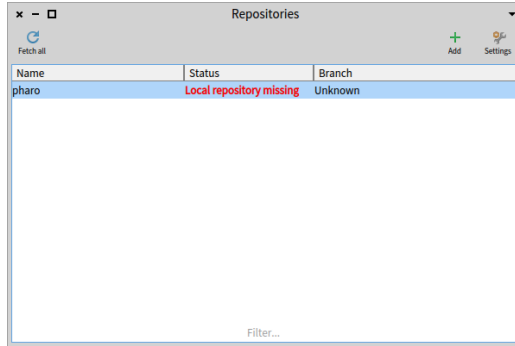 Repositories
Fetch all
Add Settings
Name Status Branch
pharo Local repository missing Unknown
Filter...